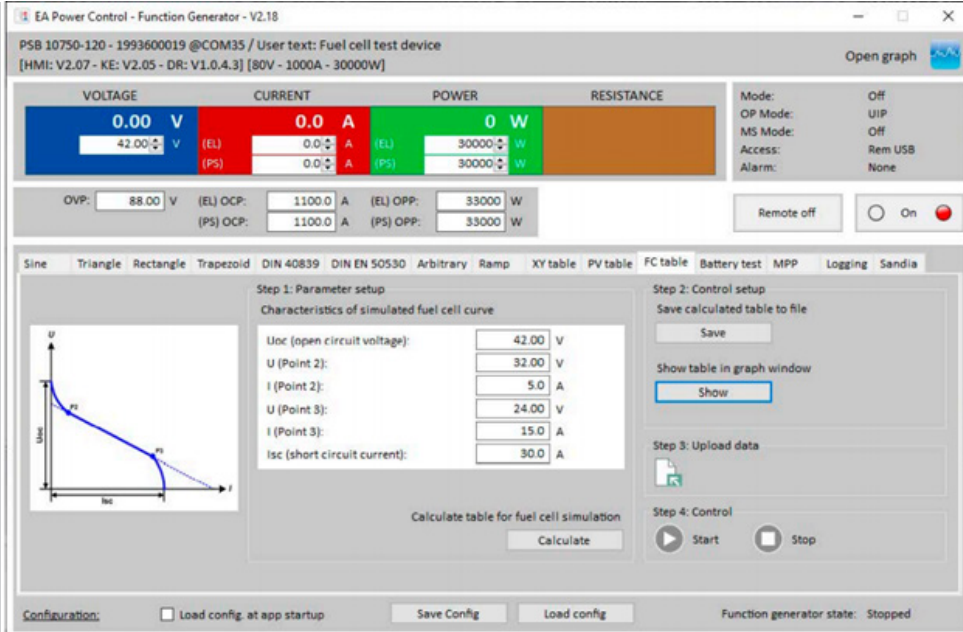 EA Power Control - Function Generator - V2.18
PSB 10750-120 - 1993600019 @COM35 / User text: Fuel cell test device
[HMI: V2.07 - KE: V2.05 - DR: V1.0.4.3] [80V - 1000A - 30000W]
Open graph
VOLTAGE CURRENT POWER RESISTANCE
0.00 V 0.0 A 0 W
42.00 V (EL) 0.0 A (EL) 30000 W
(PS) 0.0 A (PS) 30000 W
Mode: Off
OP Mode: UIP
MS Mode: Off
Access: Rem USB
Alarm: None
OVP: 88.00 V (EL) OCP: 1100.0 A (EL) OPP: 33000 W
(PS) OCP: 1100.0 A (PS) OPP: 33000 W
Remote off On
Sine Triangle Rectangle Trapezoid DIN 40839 DIN EN 50530 Arbitrary Ramp XY table PV table FC table Battery test MPP Logging Sandia
U
P2
P3
Uoc
Isc
I
Step 1: Parameter setup
Characteristics of simulated fuel cell curve
Uoc (open circuit voltage): 42.00 V
U (Point 2): 32.00 V
I (Point 2): 5.0 A
U (Point 3): 24.00 V
I (Point 3): 15.0 A
Isc (short circuit current): 30.0 A
Calculate table for fuel cell simulation
Calculate
Step 2: Control setup
Save calculated table to file
Save
Show table in graph window
Show
Step 3: Upload data
Step 4: Control
Start Stop
Configuration: Load config. at app startup Save Config Load config Function generator state: Stopped